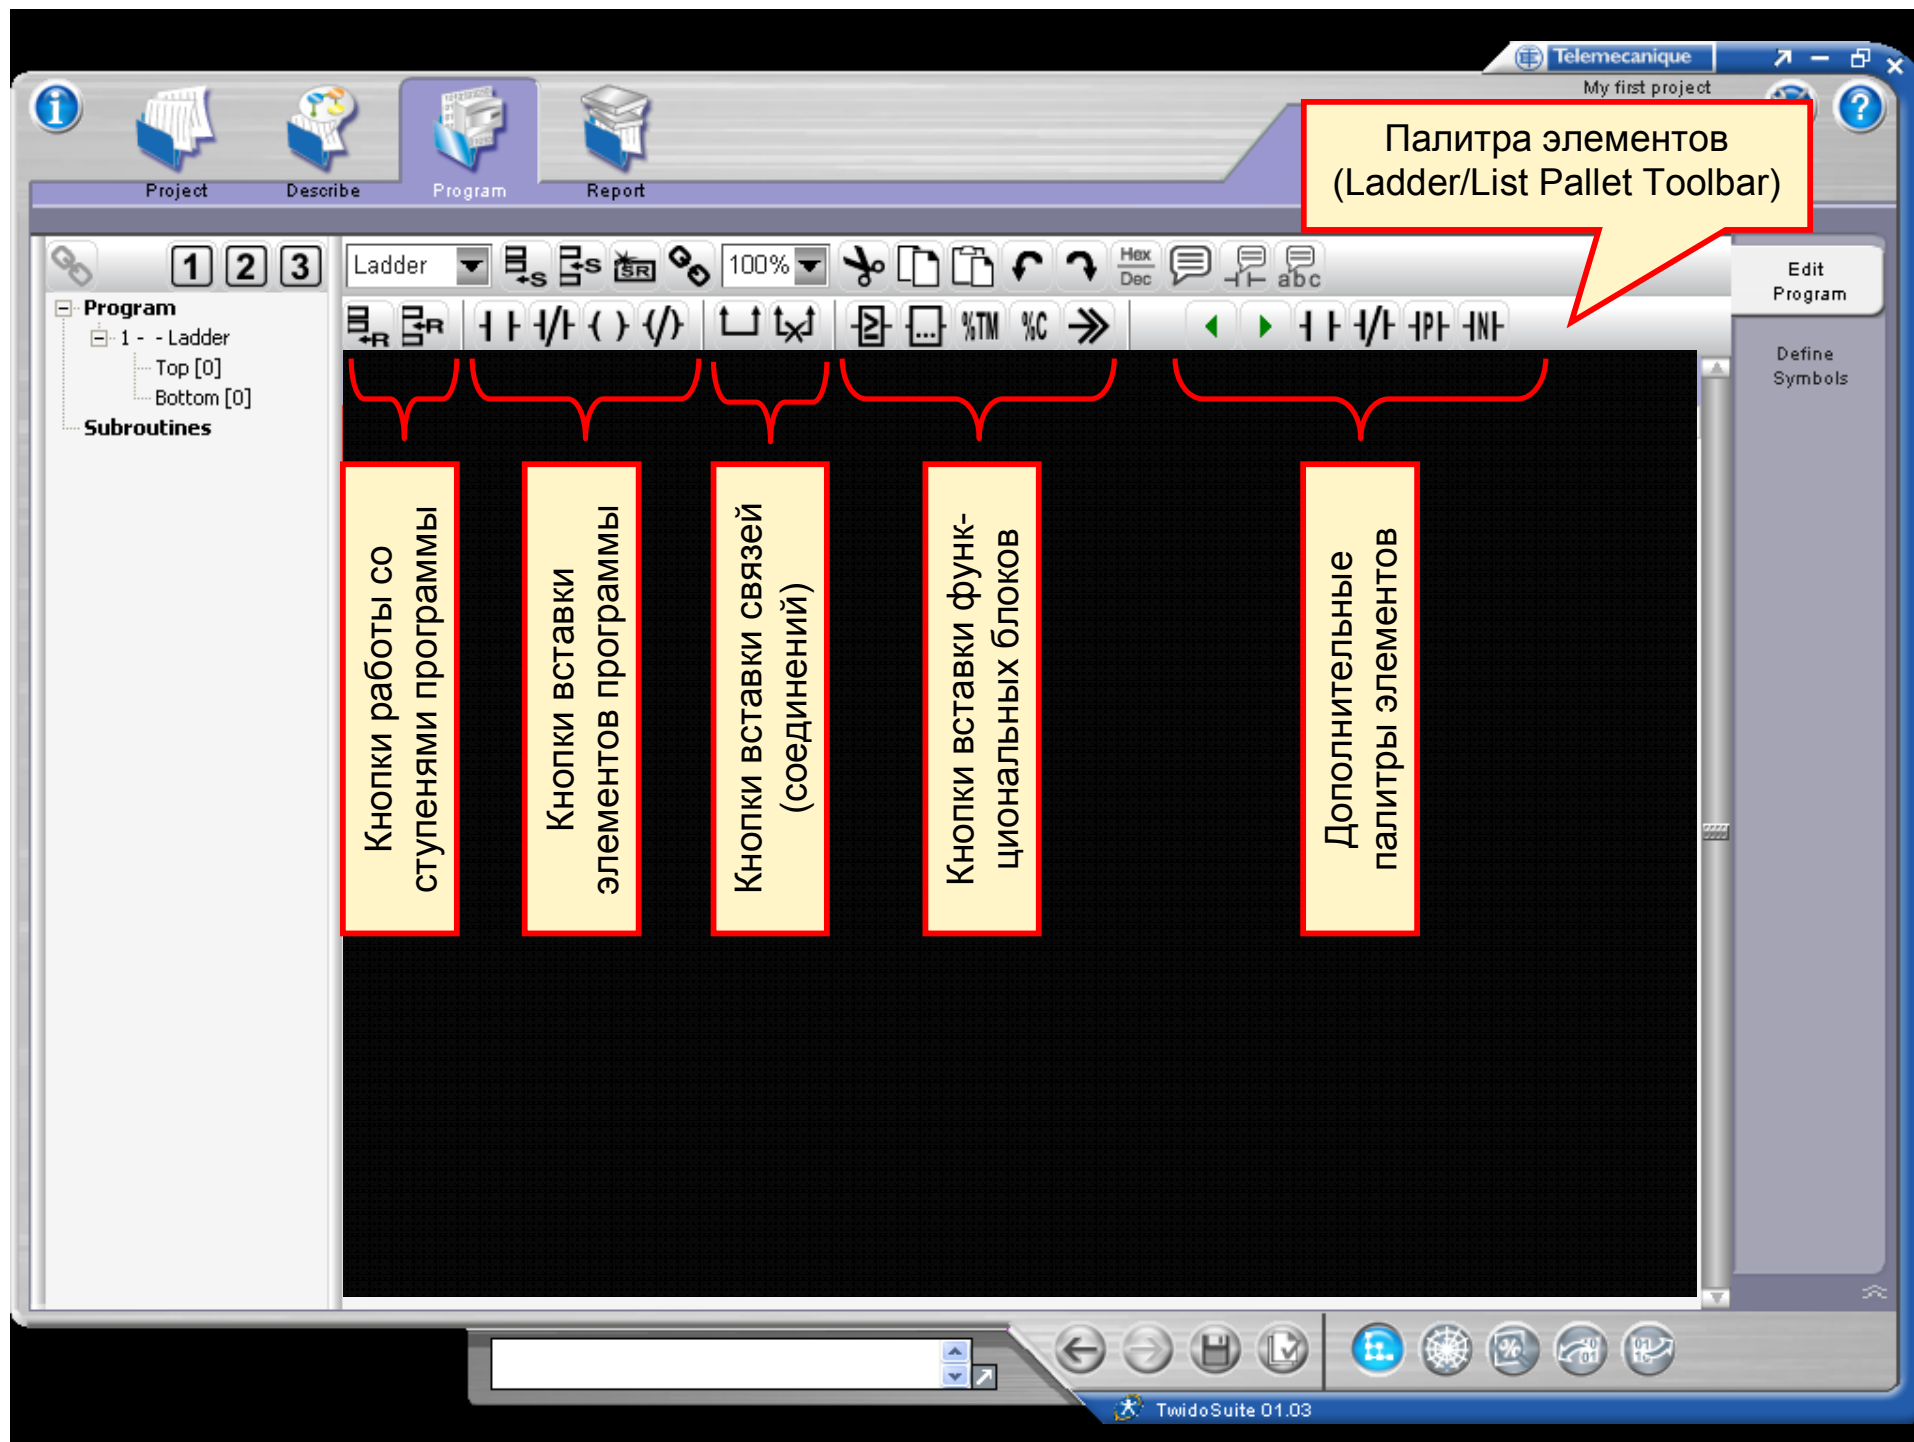 Telemecanique
My first project
Палитра элементов
(Ladder/List Pallet Toolbar)
Project
Describe
Program
Report
1 2 3
Ladder
100%
Hex
Dec
abc
S
S
SR
Edit
Program
Define
Symbols
Program
1 - - Ladder
Top [0]
Bottom [0]
Subroutines
R
R
%TM
%C
P
N
Кнопки работы со
ступенями программы
Кнопки вставки
элементов программы
Кнопки вставки связей
(соединений)
Кнопки вставки функ-
циональных блоков
Дополнительные
палитры элементов
TwidoSuite 01.03